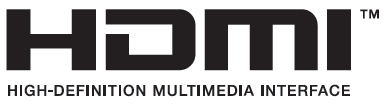 HDMI™
HIGH-DEFINITION MULTIMEDIA INTERFACE